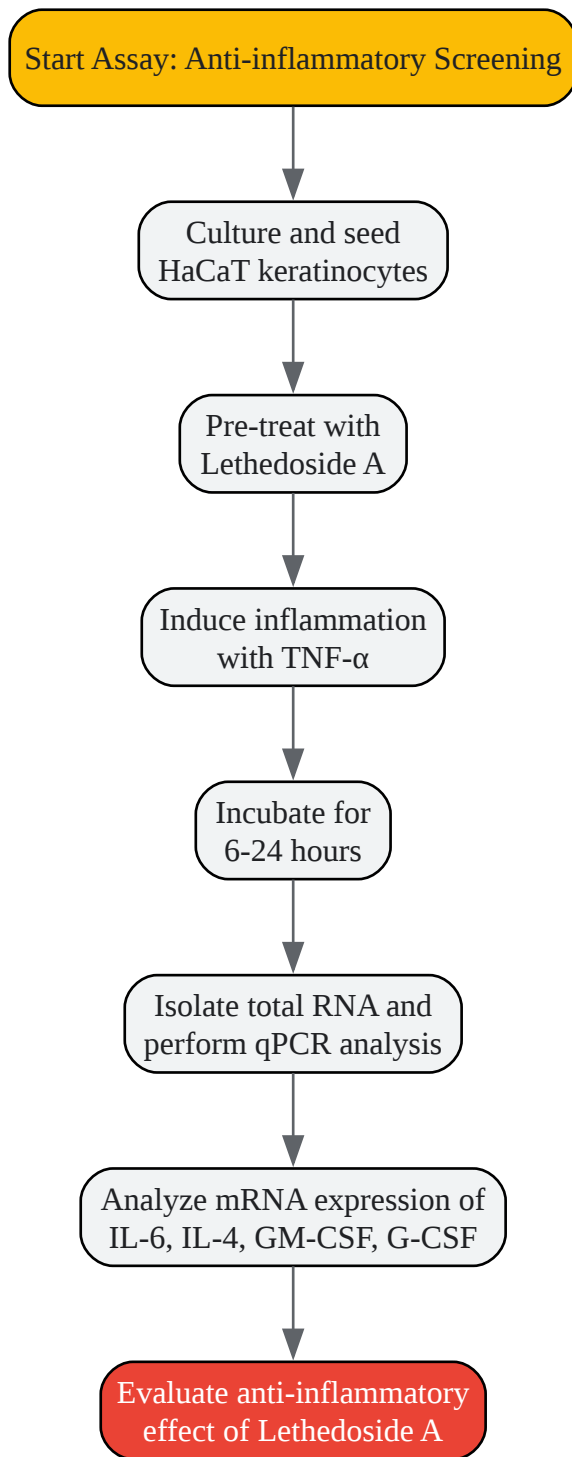 Start Assay: Anti-inflammatory Screening
Culture and seed
HaCaT keratinocytes
Pre-treat with
Lethedoside A
Induce inflammation
with TNF-α
Incubate for
6-24 hours
Isolate total RNA and
perform qPCR analysis
Analyze mRNA expression of
IL-6, IL-4, GM-CSF, G-CSF
Evaluate anti-inflammatory
effect of Lethedoside A